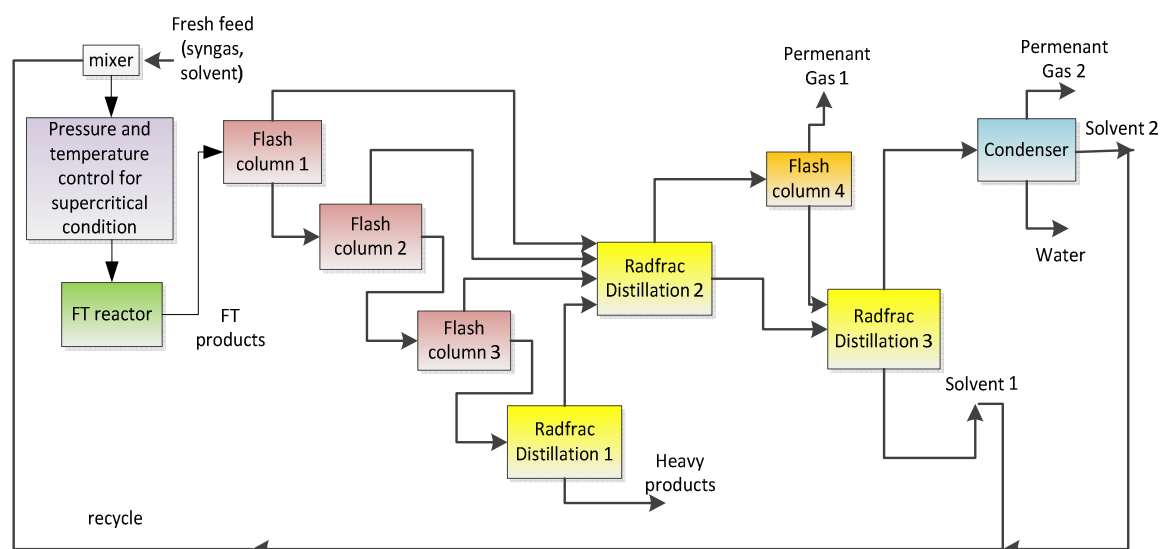 Fresh feed
(syngas,
solvent)
mixer
Pressure and
temperature
control for
supercritical
condition
FT reactor
FT
products
Flash
column 1
Flash
column 2
Flash
column 3
Radfrac
Distillation 1
Heavy
products
Radfrac
Distillation 2
Permenant
Gas 1
Flash
column 4
Radfrac
Distillation 3
Solvent 1
Permenant
Gas 2
Condenser
Solvent 2
Water
recycle